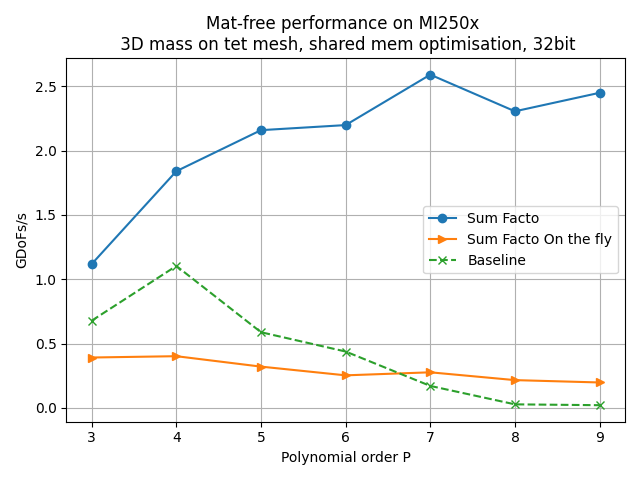 Mat-free performance on MI250x
3D mass on tet mesh, shared mem optimisation, 32bit
GDoFs/s
2.5
2.0
1.5
1.0
0.5
0.0
Sum Facto
Sum Facto On the fly
Baseline
3 4 5 6 7 8 9
Polynomial order P